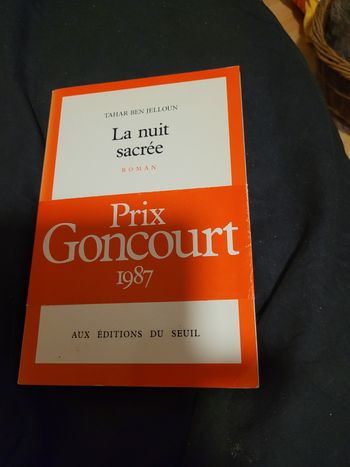 TAHAR BEN JELLOUN
La nuit
sacrée
ROMAN
Prix
Goncourt
1987
AUX ÉDITIONS DU SEUIL